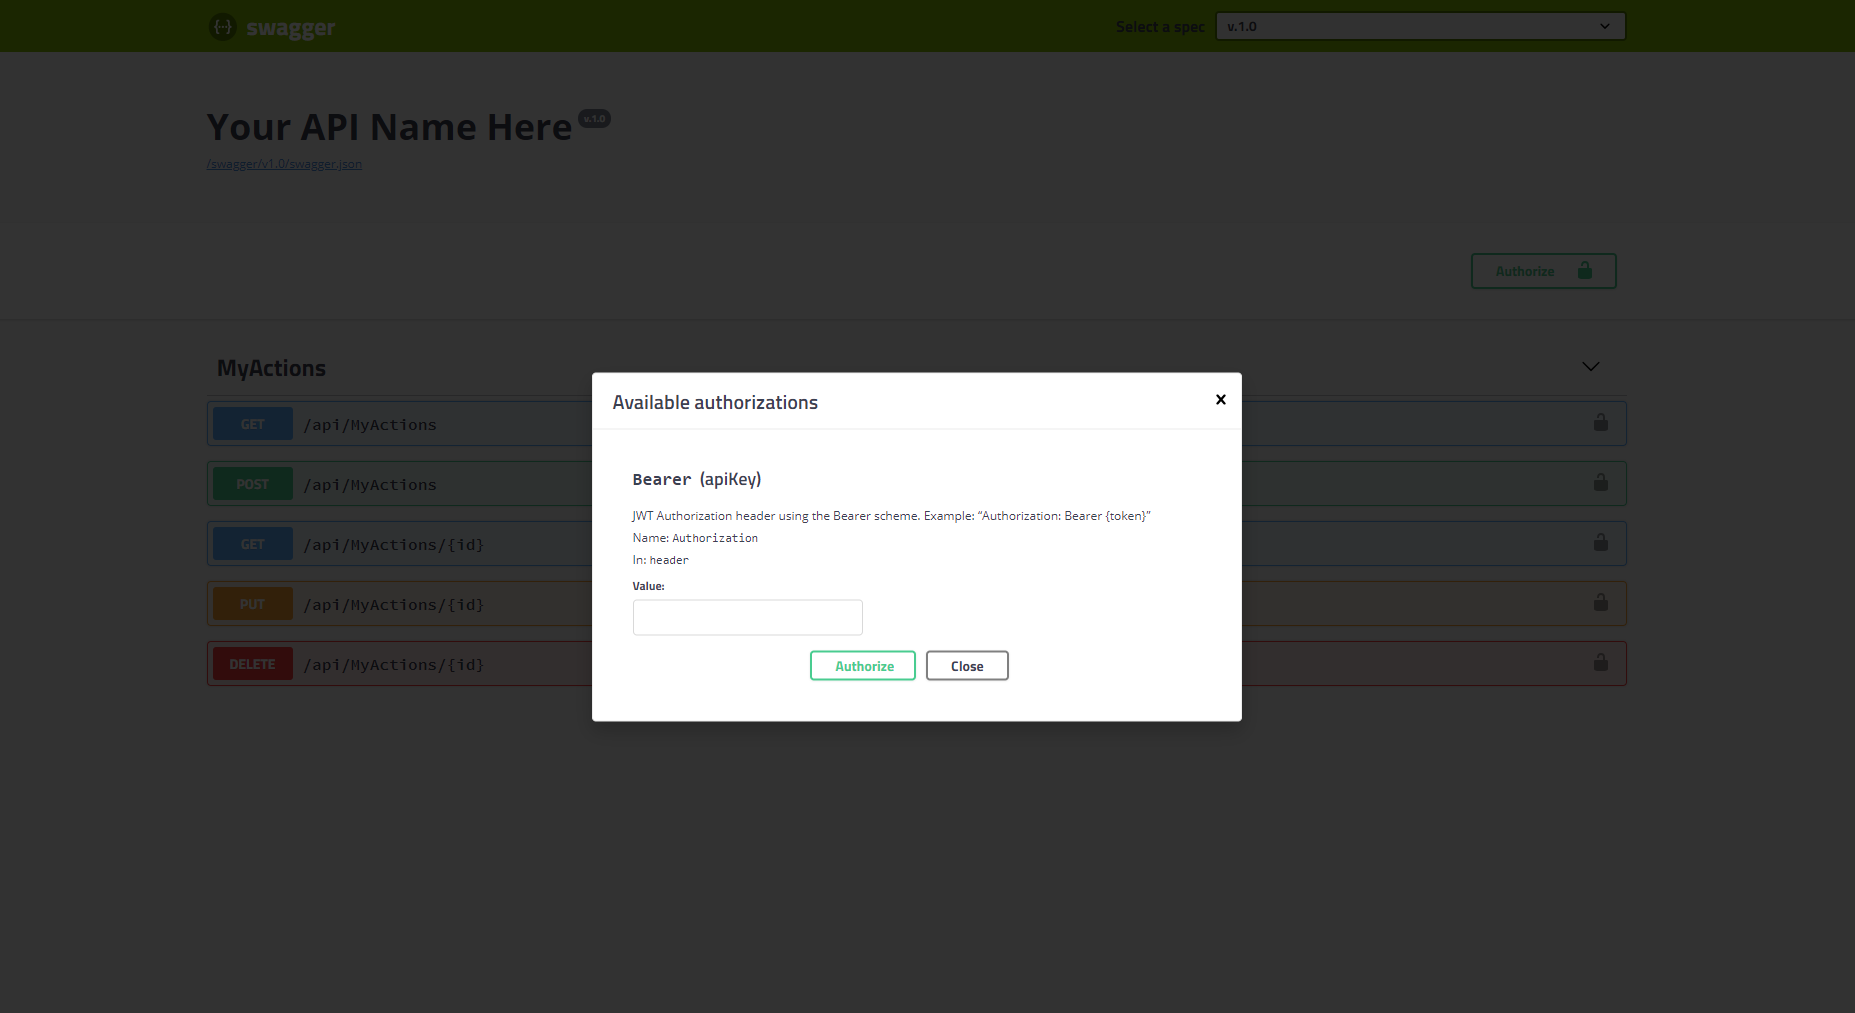 {···} swagger
Select a spec
v.1.0
Your API Name Here v.1.0
/swagger/v1.0/swagger.json
Authorize
MyActions
GET /api/MyActions
POST /api/MyActions
GET /api/MyActions/{id}
PUT /api/MyActions/{id}
DELETE /api/MyActions/{id}
Available authorizations
Bearer (apiKey)
JWT Authorization header using the Bearer scheme. Example: “Authorization: Bearer {token}”
Name: Authorization
In: header
Value:
Authorize
Close